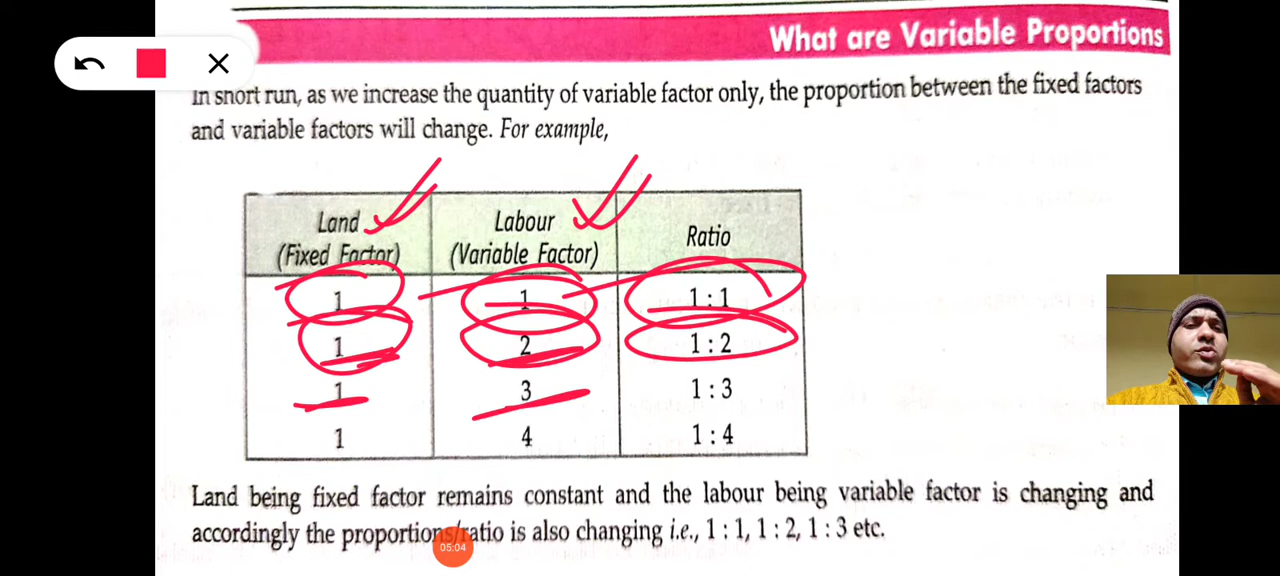 What are Variable Proportions
In short run, as we increase the quantity of variable factor only, the proportion between the fixed factors
and variable factors will change. For example,
Land (Fixed Factor) Labour (Variable Factor) Ratio
1 1 1 : 1
1 2 1 : 2
1 3 1 : 3
1 4 1 : 4
Land being fixed factor remains constant and the labour being variable factor is changing and
accordingly the proportions/ratio is also changing i.e., 1 : 1, 1 : 2, 1 : 3 etc.
05:04